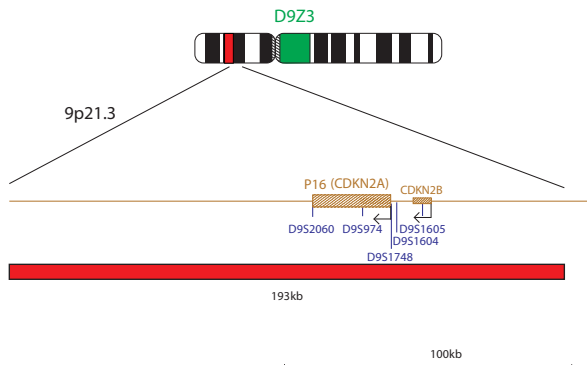 D9Z3
9p21.3
P16 (CDKN2A)
CDKN2B
D9S2060
D9S974
D9S1605
D9S1604
D9S1748
193kb
100kb